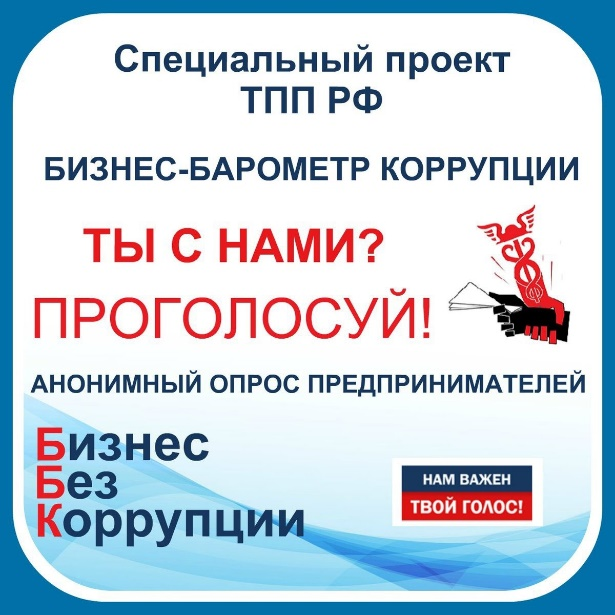 Специальный проект
ТПП РФ
БИЗНЕС-БАРОМЕТР КОРРУПЦИИ
ТЫ С НАМИ?
ПРОГОЛОСУЙ!
АНОНИМНЫЙ ОПРОС ПРЕДПРИНИМАТЕЛЕЙ
Бизнес
Без
Коррупции
НАМ ВАЖЕН
ТВОЙ ГОЛОС!